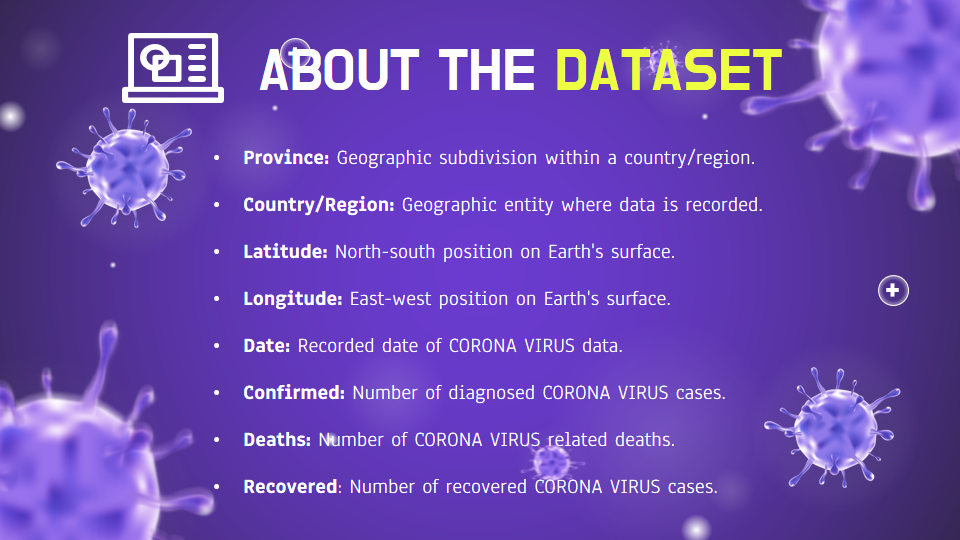 ABOUT THE DATASET
• Province: Geographic subdivision within a country/region.
• Country/Region: Geographic entity where data is recorded.
• Latitude: North-south position on Earth's surface.
• Longitude: East-west position on Earth's surface.
• Date: Recorded date of CORONA VIRUS data.
• Confirmed: Number of diagnosed CORONA VIRUS cases.
• Deaths: Number of CORONA VIRUS related deaths.
• Recovered: Number of recovered CORONA VIRUS cases.